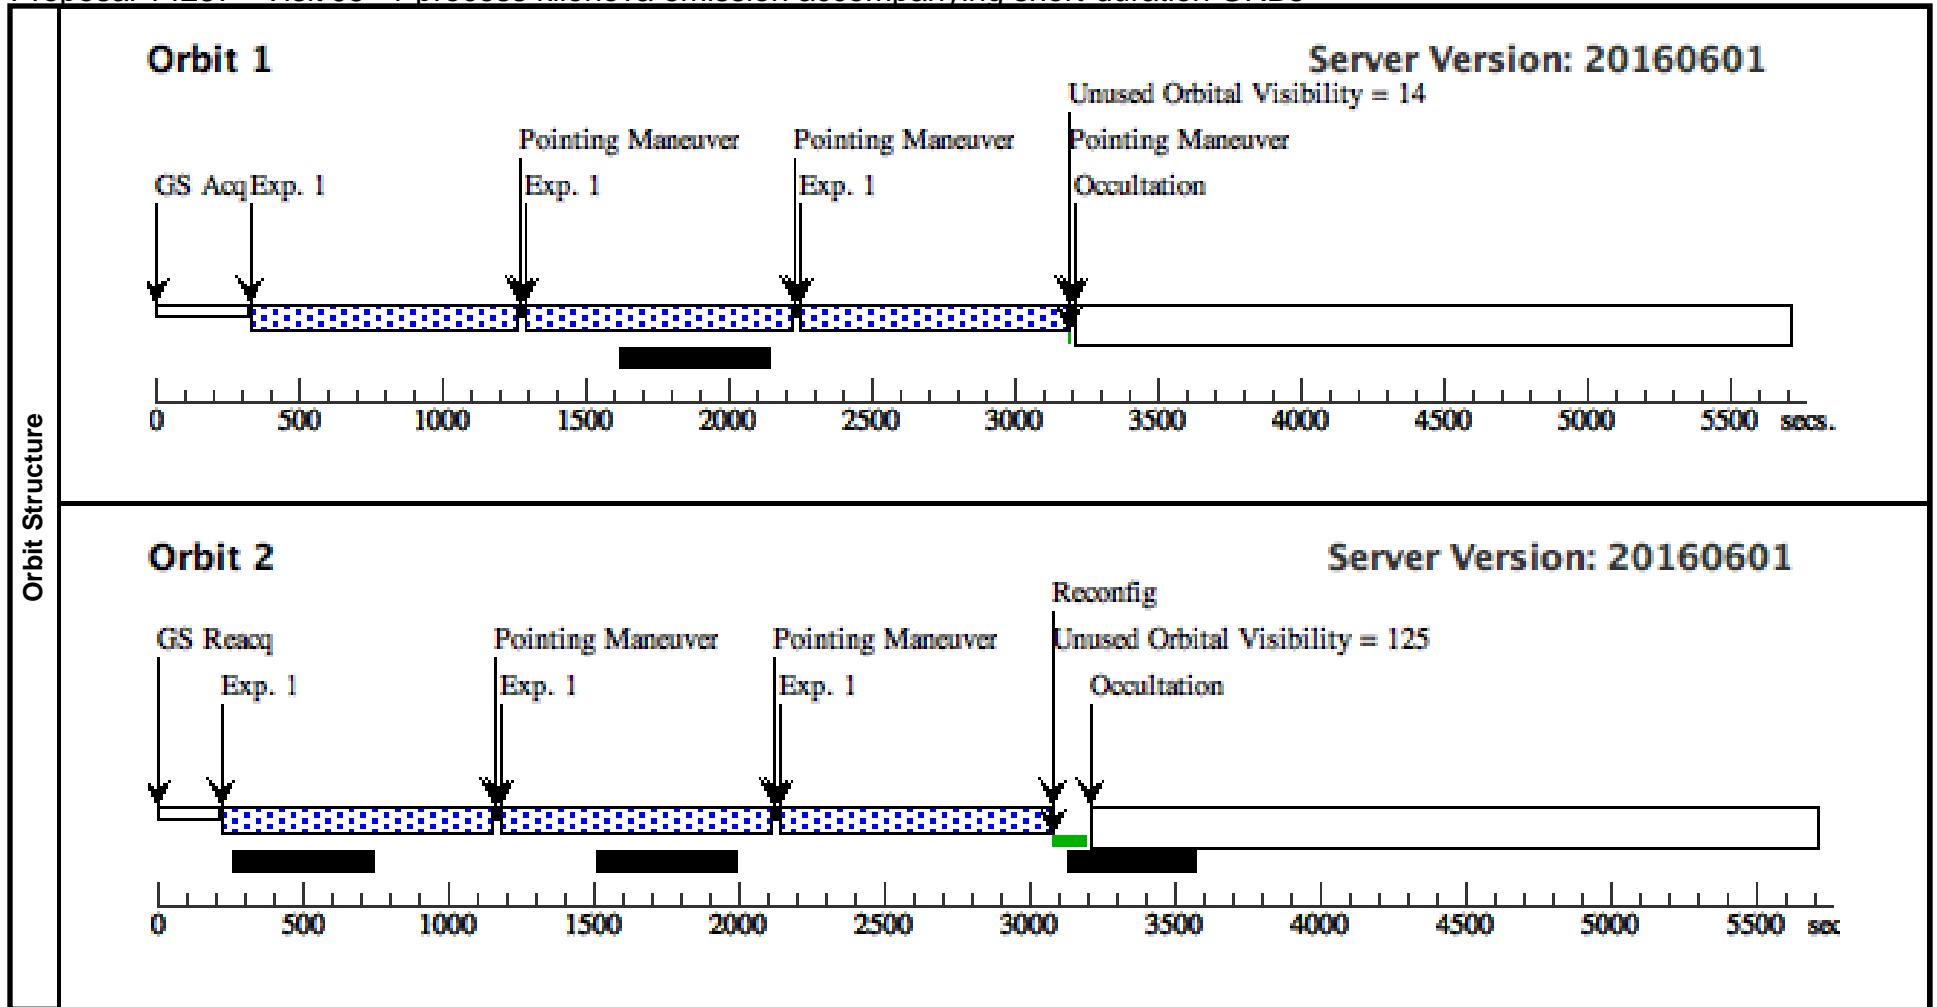 Orbit Structure
Orbit 1
Server Version: 20160601
Unused Orbital Visibility = 14
Pointing Maneuver Pointing Maneuver Pointing Maneuver
GS Acq Exp. 1 Exp. 1 Exp. 1 Occultation
0 500 1000 1500 2000 2500 3000 3500 4000 4500 5000 5500 secs.
Orbit 2
Server Version: 20160601
Reconfig
GS Reacq Pointing Maneuver Pointing Maneuver Unused Orbital Visibility = 125
Exp. 1 Exp. 1 Exp. 1 Occultation
0 500 1000 1500 2000 2500 3000 3500 4000 4500 5000 5500 sec